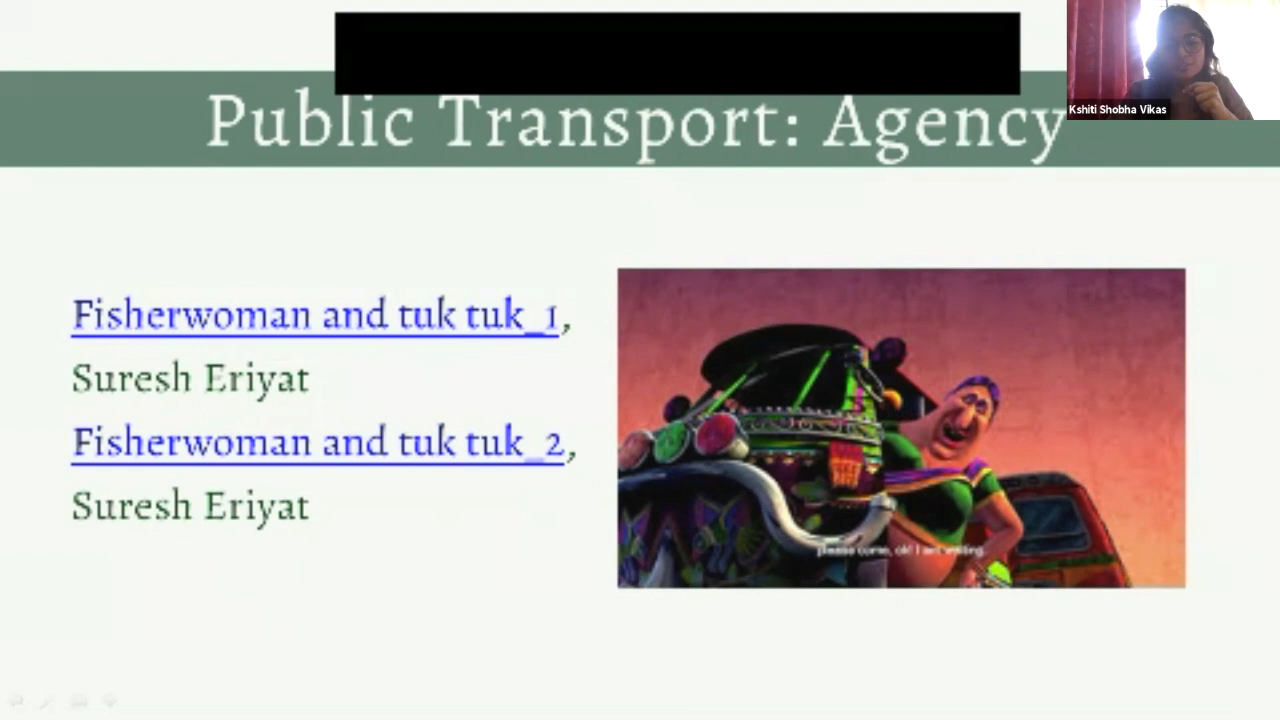 Kshiti Shobha Vikas
Public Transport: Agency
Fisherwoman and tuk tuk_1,
Suresh Eriyat
Fisherwoman and tuk tuk_2,
Suresh Eriyat
please come, ok! I am waiting.